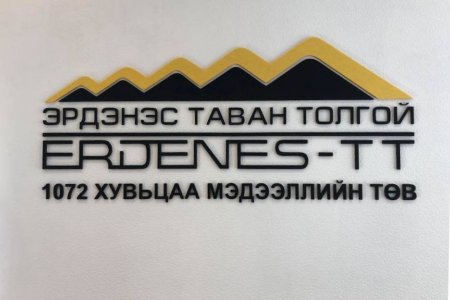 ЭРДЭНЭС ТАВАН ТОЛГОЙ
ERDENES-TT
1072 ХУВЬЦАА МЭДЭЭЛЛИЙН ТӨВ